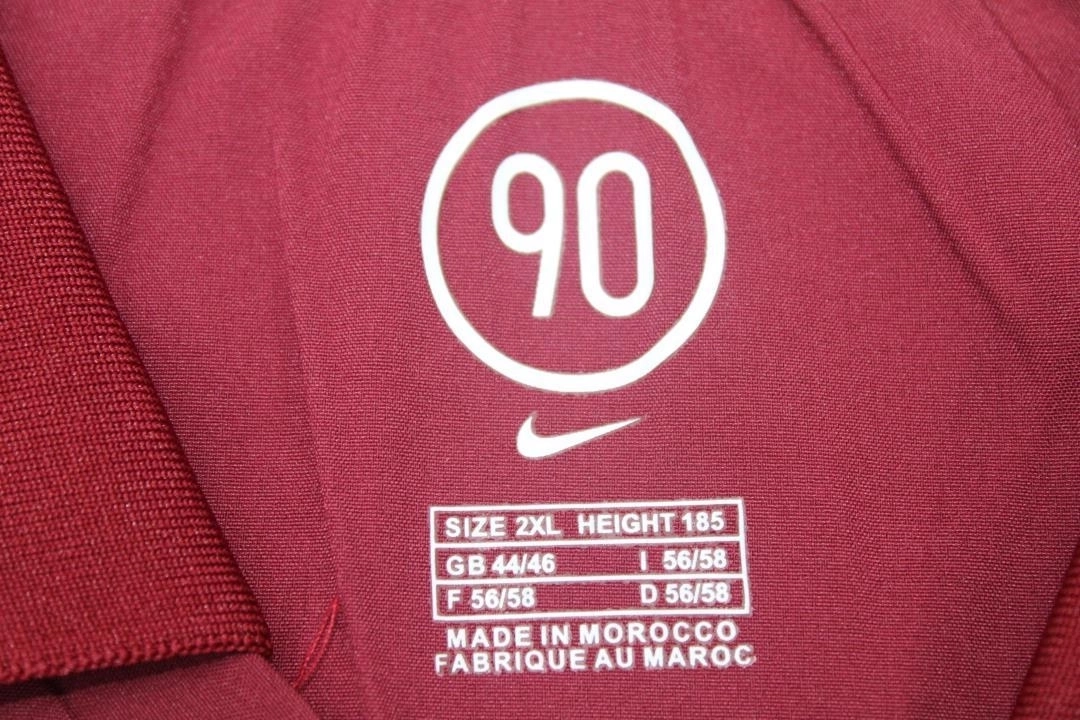 90
SIZE 2XL HEIGHT 185
GB 44/46 I 56/58
F 56/58 D 56/58
MADE IN MOROCCO
FABRIQUE AU MAROC